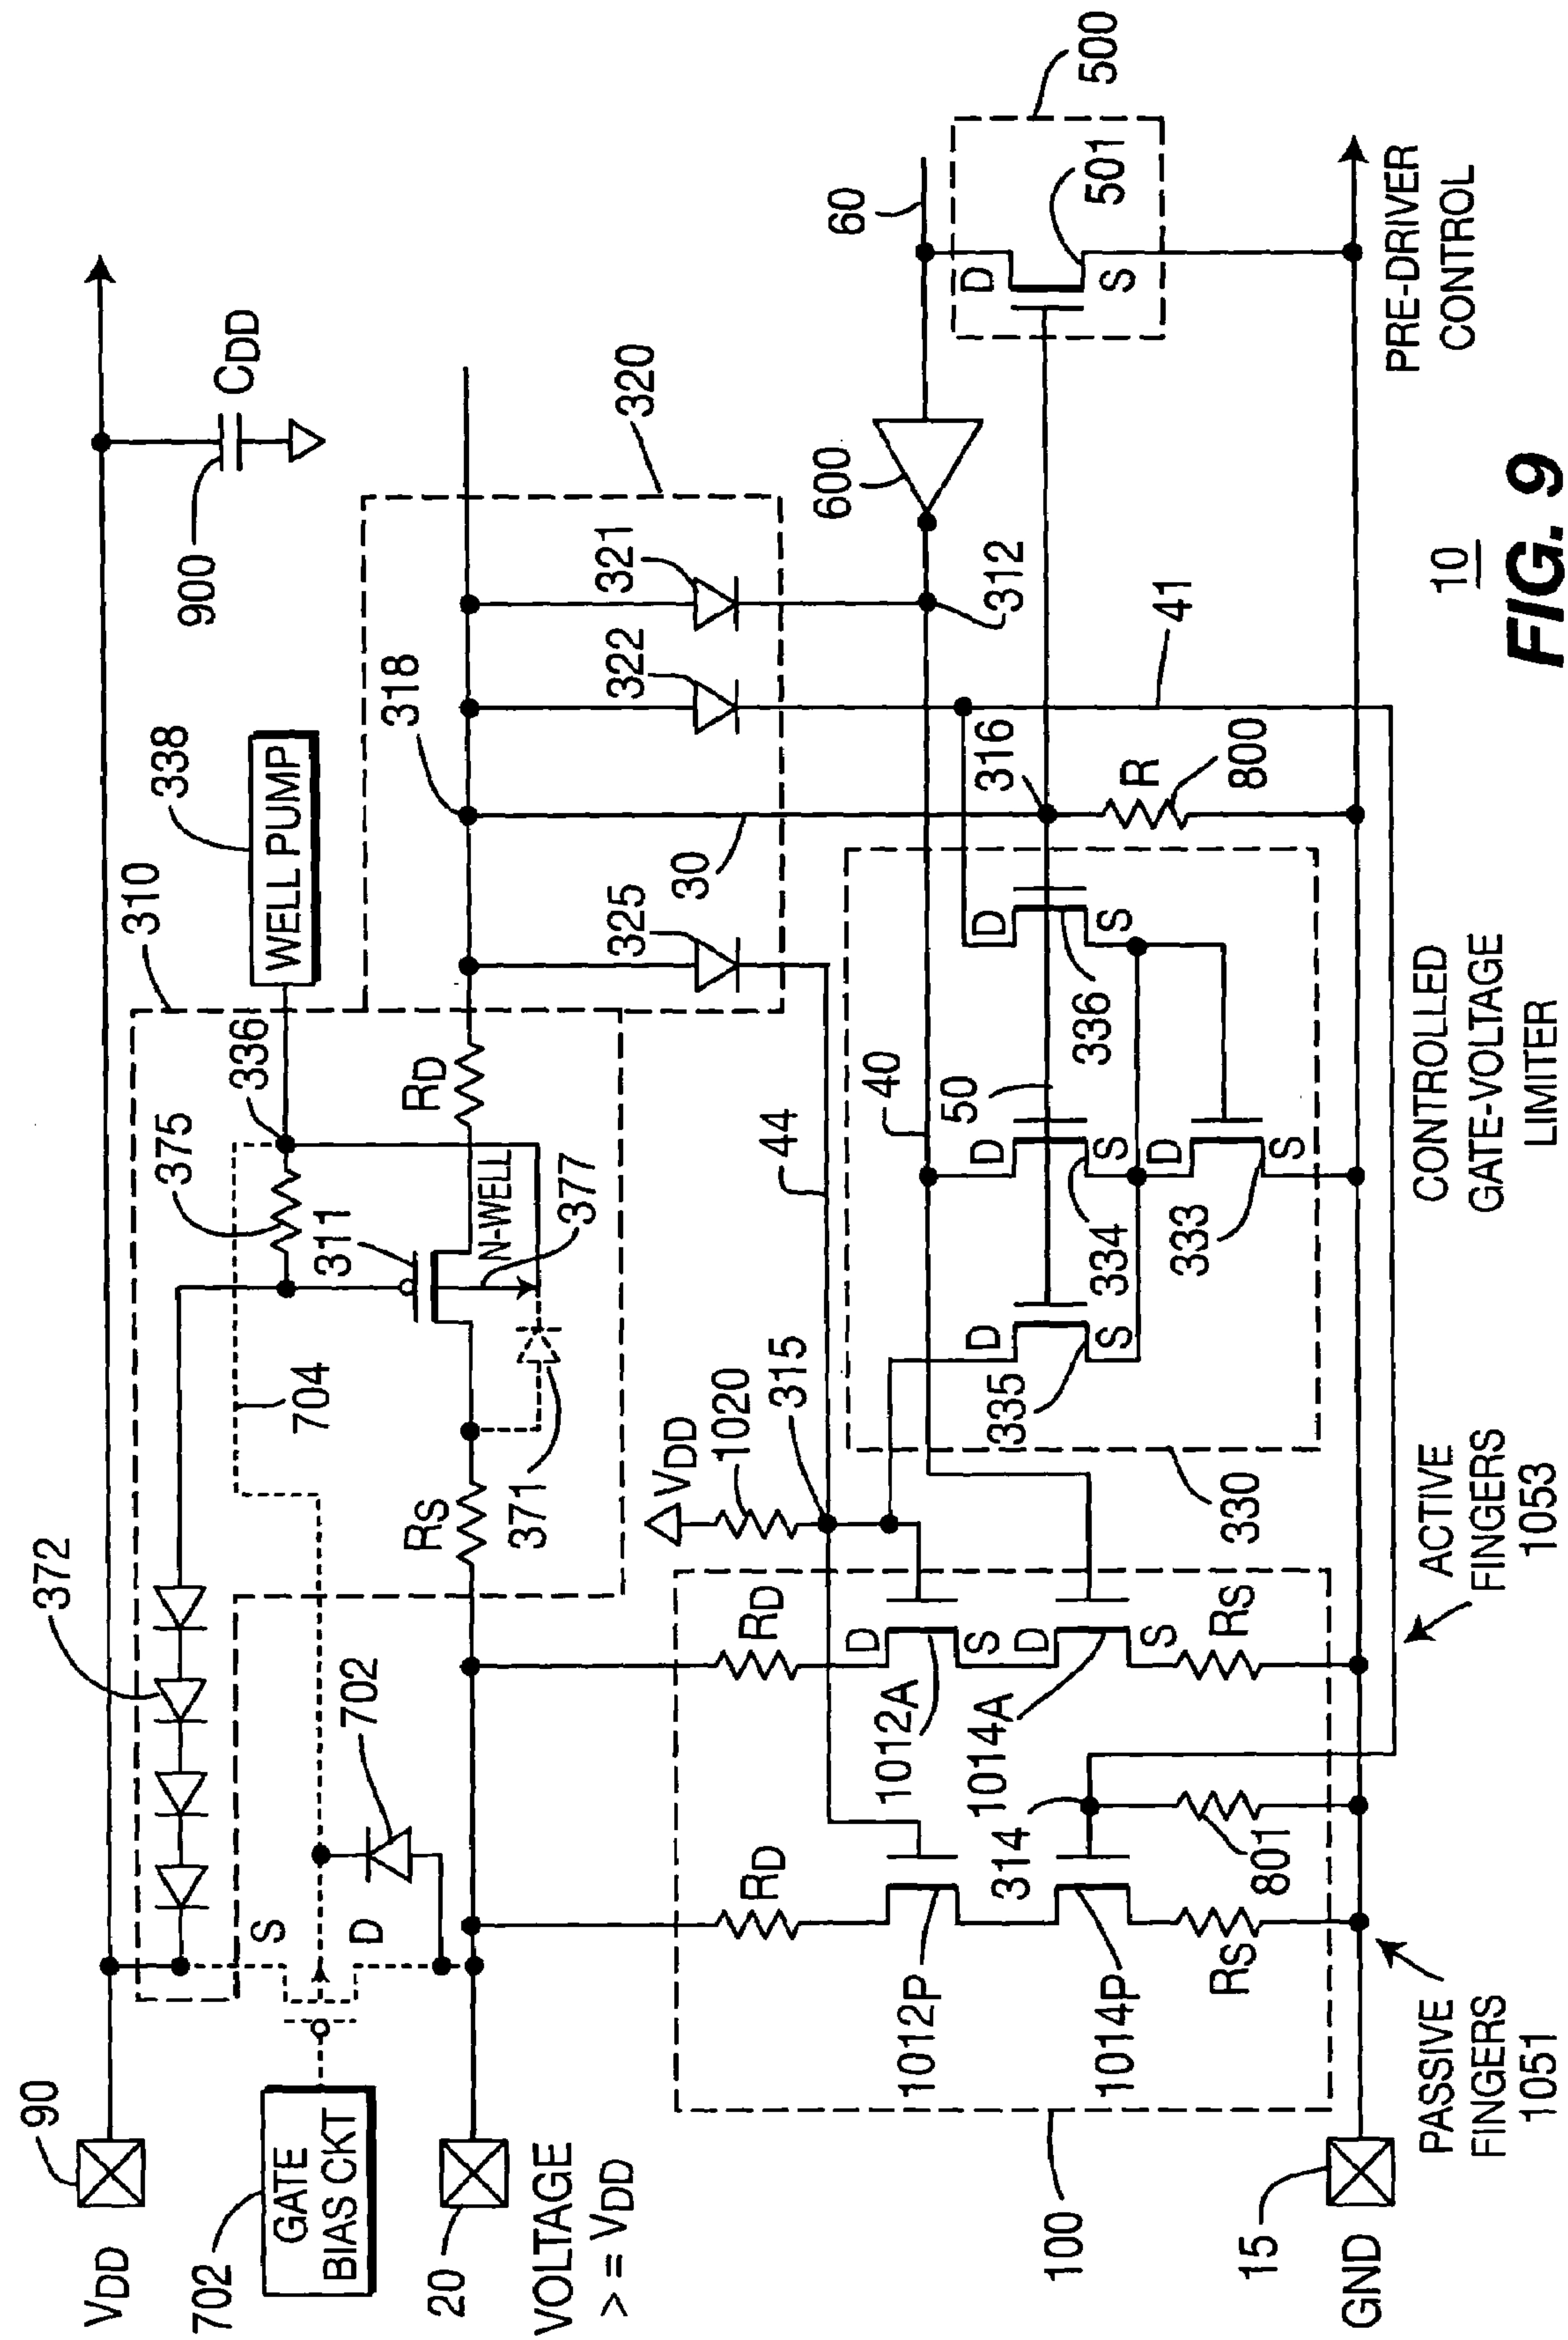 90
VDD
702
GATE
BIAS CKT
20
VOLTAGE
> = VDD
372
S
D
702
704
310
338
WELL PUMP
336
375
311
N-WELL
377
371
RS
RD
318
900
CDD
320
325
30
322
321
600
60
500
D
501
S
VDD
1020
315
44
40
50
336
316
312
R
800
41
D
S
335
D
S
334
D
S
333
D
S
330
100
RD
1012P
1014P
RS
314
801
RD
D
S
1012A
D
S
1014A
RS
15
GND
PASSIVE
FINGERS
1051
ACTIVE
FINGERS
1053
CONTROLLED
GATE-VOLTAGE
LIMITER
PRE-DRIVER
CONTROL
10
FIG. 9